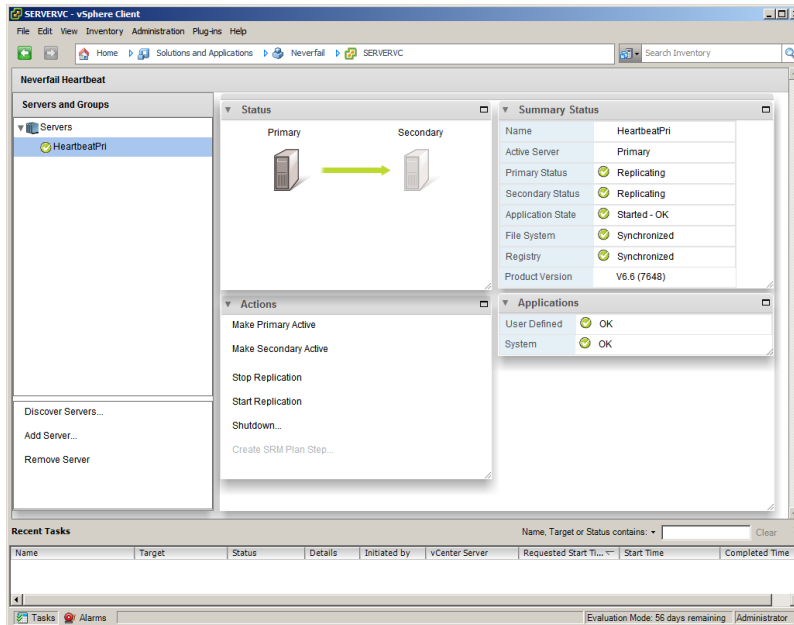 SERVERVC - vSphere Client
File Edit View Inventory Administration Plug-ins Help
Home Solutions and Applications Neverfail SERVERVC Search Inventory
Neverfail Heartbeat
Servers and Groups
Servers
HeartbeatPri
Discover Servers...
Add Server...
Remove Server
Status
Primary Secondary
Actions
Make Primary Active
Make Secondary Active
Stop Replication
Start Replication
Shutdown...
Create SRM Plan Step...
Summary Status
Name HeartbeatPri
Active Server Primary
Primary Status Replicating
Secondary Status Replicating
Application State Started - OK
File System Synchronized
Registry Synchronized
Product Version V6.6 (7648)
Applications
User Defined OK
System OK
Recent Tasks Name, Target or Status contains: Clear
Name Target Status Details Initiated by vCenter Server Requested Start Ti... Start Time Completed Time
Tasks Alarms Evaluation Mode: 56 days remaining Administrator